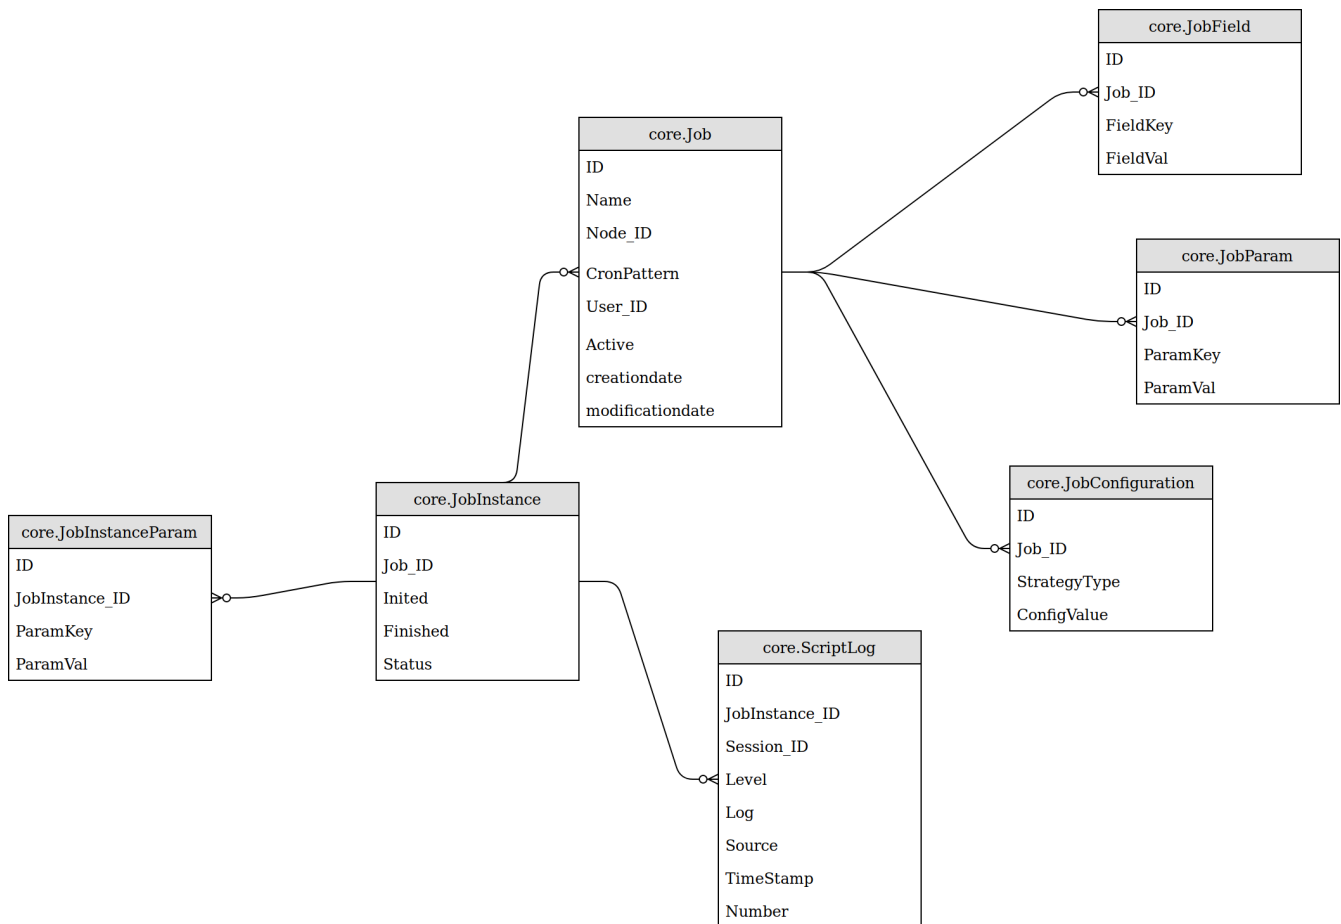 core.JobField
ID
Job_ID
FieldKey
FieldVal
core.Job
ID
Name
Node_ID
CronPattern
User_ID
Active
creationdate
modificationdate
core.JobParam
ID
Job_ID
ParamKey
ParamVal
core.JobConfiguration
ID
Job_ID
StrategyType
ConfigValue
core.JobInstance
ID
Job_ID
Inited
Finished
Status
core.JobInstanceParam
ID
JobInstance_ID
ParamKey
ParamVal
core.ScriptLog
ID
JobInstance_ID
Session_ID
Level
Log
Source
TimeStamp
Number